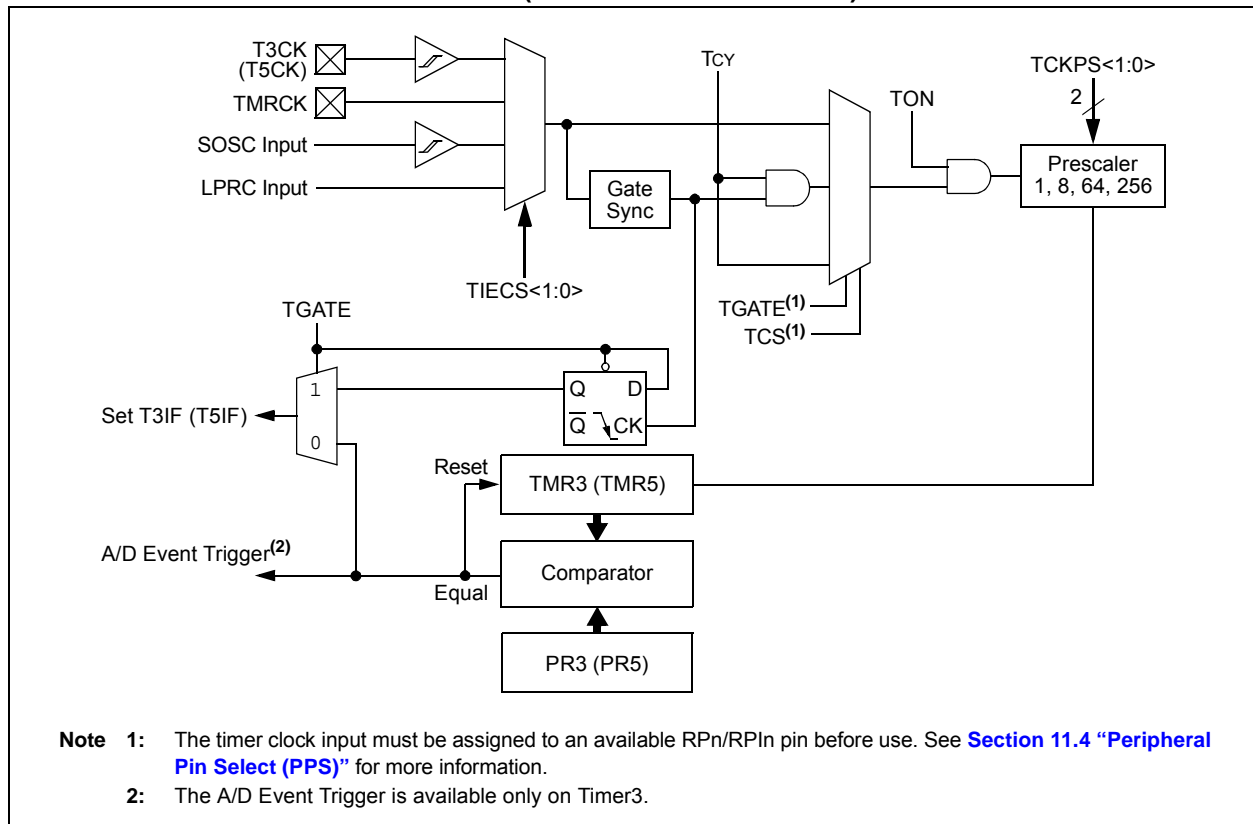 T3CK
(T5CK)
TMRCK
SOSC Input
LPRC Input
TIECS<1:0>
Gate
Sync
TCY
TGATE(1)
TCS(1)
TON
TCKPS<1:0>
2
Prescaler
1, 8, 64, 256
TGATE
1
0
Set T3IF (T5IF)
Q D
Q CK
Reset
TMR3 (TMR5)
A/D Event Trigger(2)
Equal
Comparator
PR3 (PR5)
Note 1: The timer clock input must be assigned to an available RPn/RPIn pin before use. See Section 11.4 “Peripheral
Pin Select (PPS)” for more information.
2: The A/D Event Trigger is available only on Timer3.